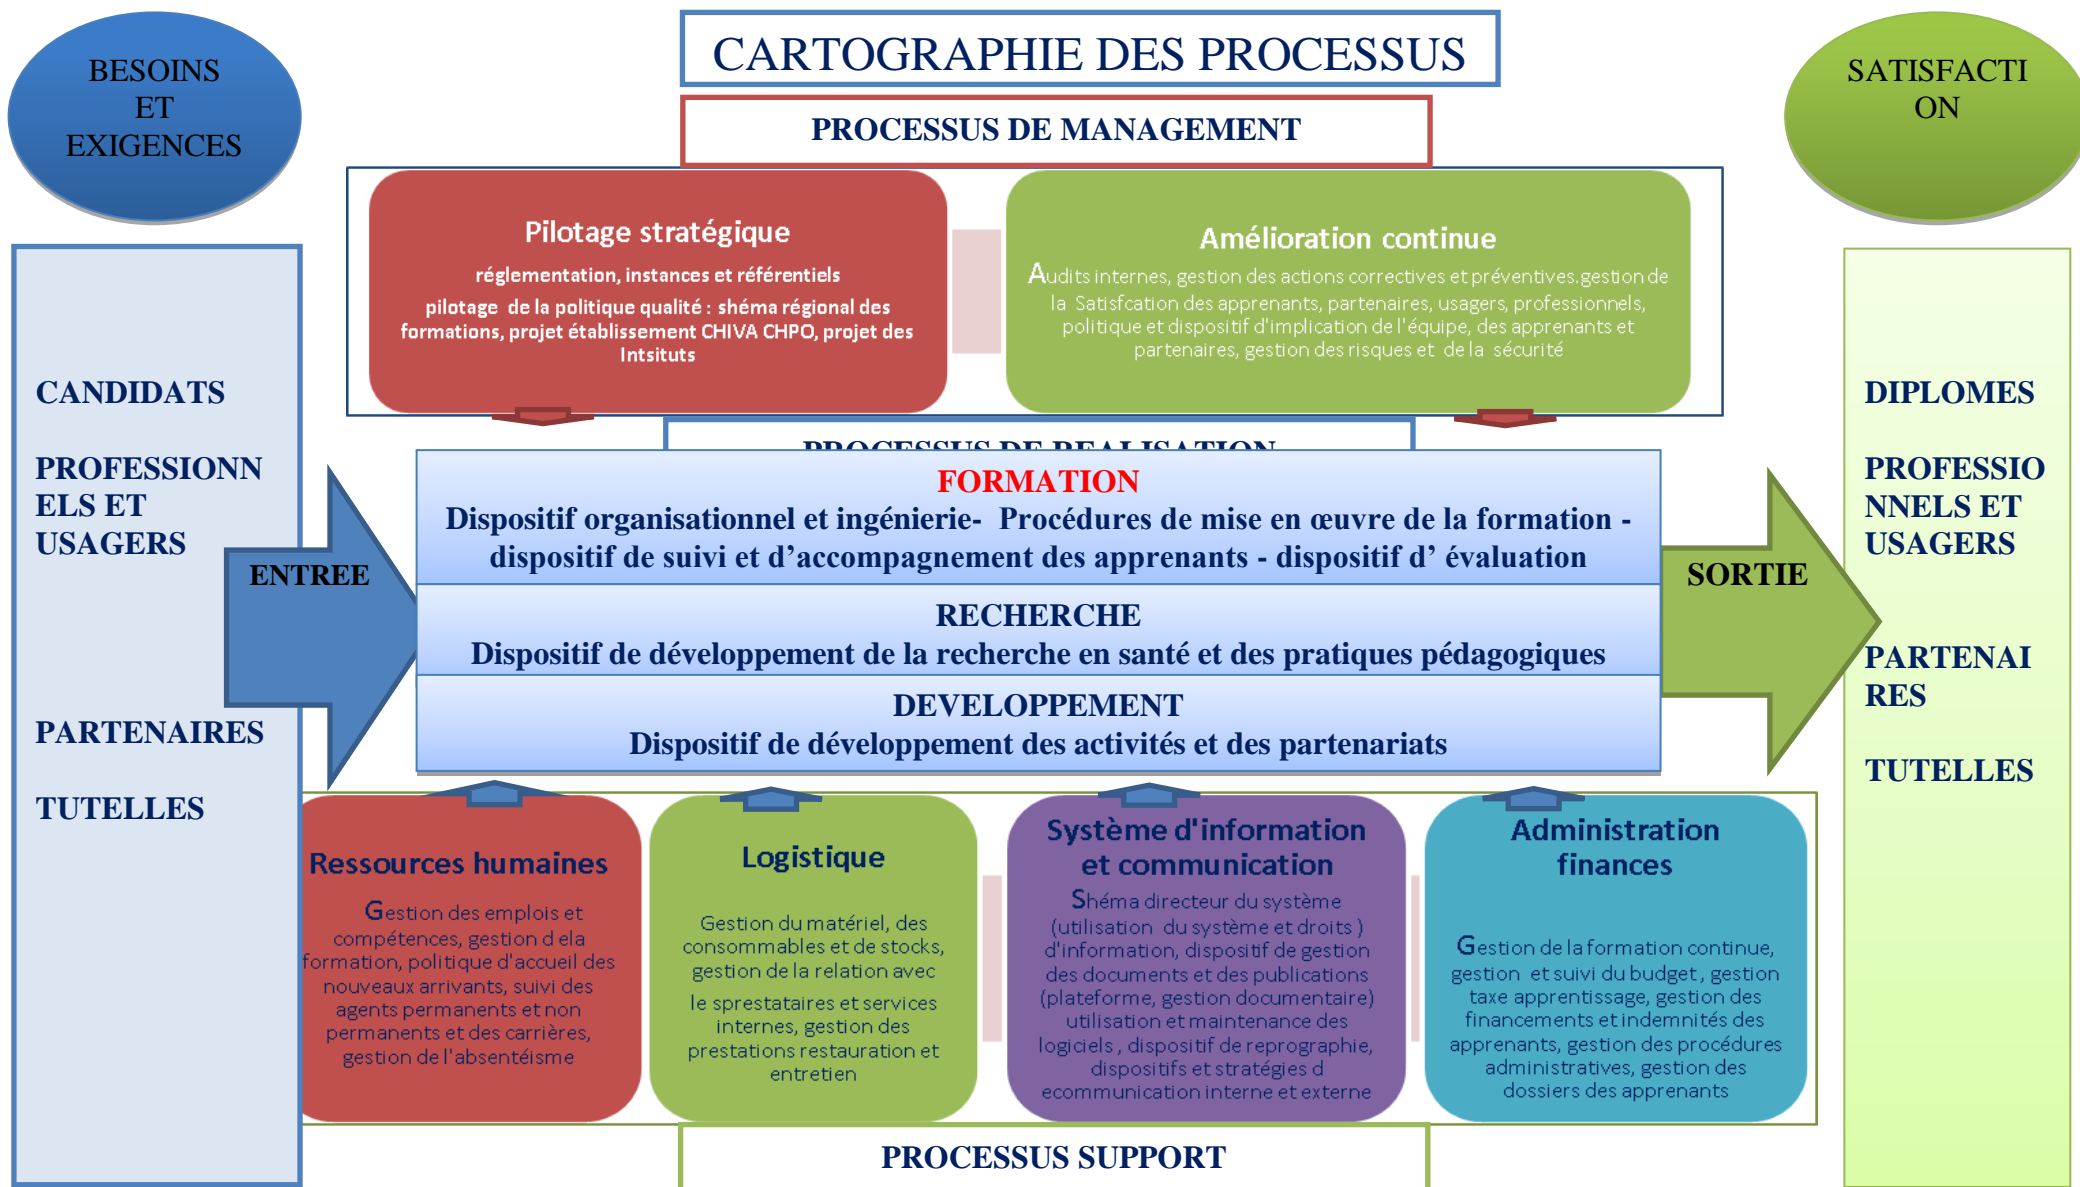 BESOINS
ET
EXIGENCES
CARTOGRAPHIE DES PROCESSUS
SATISFACTI
ON
PROCESSUS DE MANAGEMENT
Pilotage stratégique
réglementation, instances et référentiels
pilotage de la politique qualité : shéma régional des
formations, projet établissement CHIVA CHPO, projet des
Intsituts
Amélioration continue
Audits internes, gestion des actions correctives et préventives.gestion de
la Satisfcation des apprenants, partenaires, usagers, professionnels,
politique et dispositif d'implication de l'équipe, des apprenants et
partenaires, gestion des risques et de la sécurité
CANDIDATS
PROFESSIONN
ELS ET
USAGERS
PARTENAIRES
TUTELLES
ENTREE
PROCESSUS DE REALISATION
FORMATION
Dispositif organisationnel et ingénierie- Procédures de mise en œuvre de la formation -
dispositif de suivi et d’accompagnement des apprenants - dispositif d’ évaluation
RECHERCHE
Dispositif de développement de la recherche en santé et des pratiques pédagogiques
DEVELOPPEMENT
Dispositif de développement des activités et des partenariats
SORTIE
DIPLOMES
PROFESSIO
NNELS ET
USAGERS
PARTENAI
RES
TUTELLES
Ressources humaines
Gestion des emplois et
compétences, gestion d ela
formation, politique d'accueil des
nouveaux arrivants, suivi des
agents permanents et non
permanents et des carrières,
gestion de l'absentéisme
Logistique
Gestion du matériel, des
consommables et de stocks,
gestion de la relation avec
le sprestataires et services
internes, gestion des
prestations restauration et
entretien
Système d'information
et communication
Shéma directeur du système
(utilisation du système et droits )
d'information, dispositif de gestion
des documents et des publications
(plateforme, gestion documentaire)
utilisation et maintenance des
logiciels , dispositif de reprographie,
dispositifs et stratégies d
ecommunication interne et externe
Administration
finances
Gestion de la formation continue,
gestion et suivi du budget , gestion
taxe apprentissage, gestion des
financements et indemnités des
apprenants, gestion des procédures
administratives, gestion des
dossiers des apprenants
PROCESSUS SUPPORT